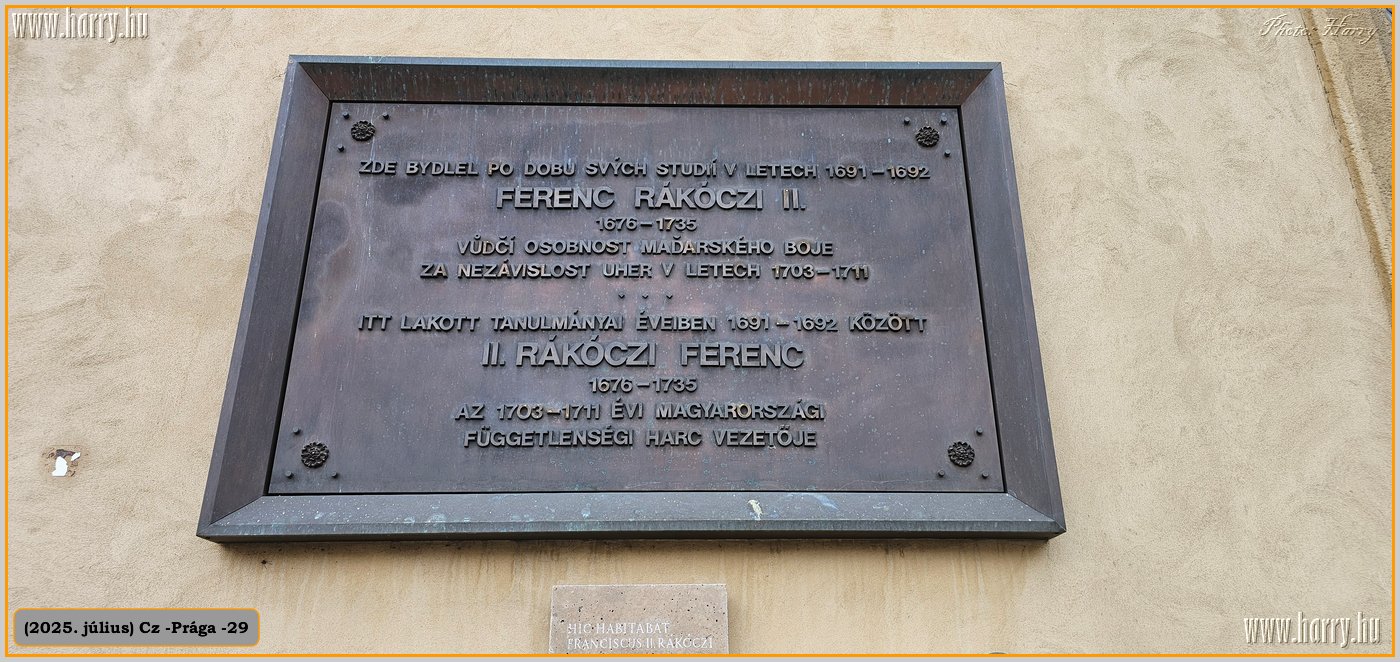 www.harry.hu
Photo: Harry
ZDE BYDLEL PO DOBU SVÝCH STUDIÍ V LETECH 1691–1692
FERENC RÁKÓCZI II.
1676–1735
VŮDČÍ OSOBNOST MAĎARSKÉHO BOJE
ZA NEZÁVISLOST UHER V LETECH 1703–1711
ITT LAKOTT TANULMÁNYAI ÉVEIBEN 1691–1692 KÖZÖTT
II. RÁKÓCZI FERENC
1676–1735
AZ 1703–1711 ÉVI MAGYARORSZÁGI
FÜGGETLENSÉGI HARC VEZETŐJE
HIC HABITABAT
FRANCISCUS II. RÁKÓCZI
(2025. július) Cz -Prága -29
www.harry.hu